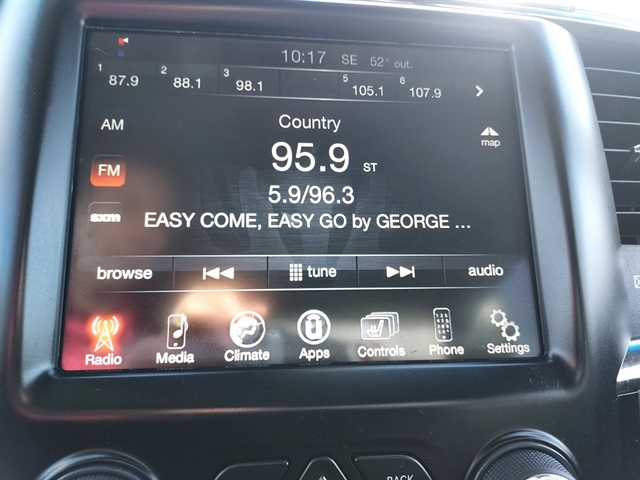 10:17 SE 52° out.
1 87.9 2 88.1 3 98.1 5 105.1 6 107.9
AM
Country
map
95.9 ST
FM
5.9/96.3
sxm
EASY COME, EASY GO by GEORGE ...
browse tune audio
Radio Media Climate Apps Controls Phone Settings
BACK